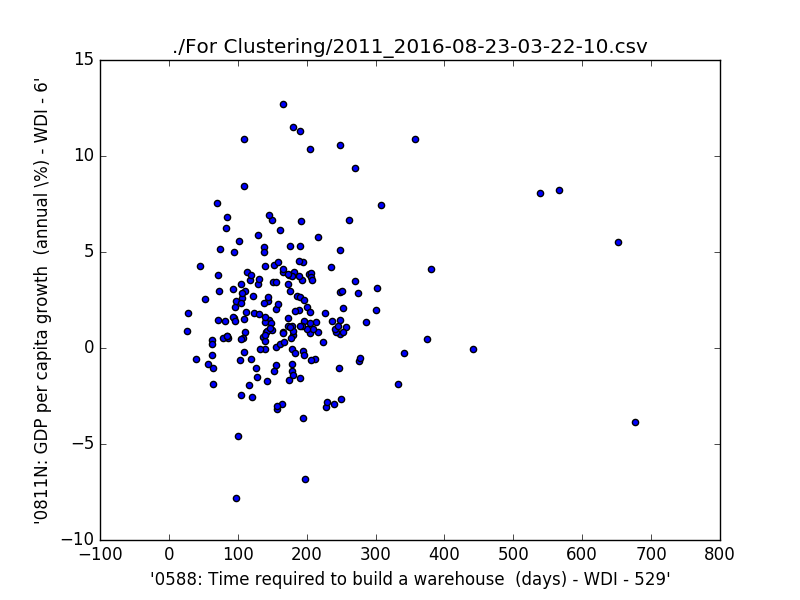 ./For Clustering/2011_2016-08-23-03-22-10.csv
'0811N: GDP per capita growth  (annual \%) - WDI - 6'
15
10
5
0
−5
−10
−100 0 100 200 300 400 500 600 700 800
'0588: Time required to build a warehouse  (days) - WDI - 529'